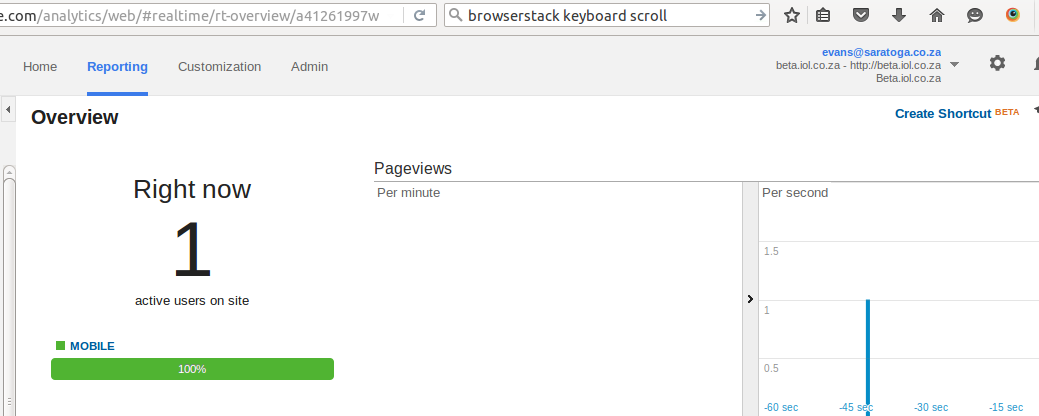 e.com/analytics/web/#realtime/rt-overview/a41261997w
browserstack keyboard scroll
Home Reporting Customization Admin
evans@saratoga.co.za
beta.iol.co.za - http://beta.iol.co.za
Beta.iol.co.za
Overview
Create Shortcut BETA
Right now
1
active users on site
MOBILE
100%
Pageviews
Per minute
Per second
1.5
1
0.5
-60 sec -45 sec -30 sec -15 sec